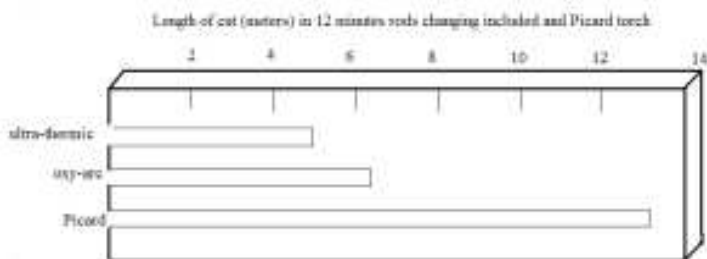 Length of cut (meters) in 12 minutes rods changing included and Picard torch
2 4 6 8 10 12 14
ultra-thermic
oxy-arc
Picard